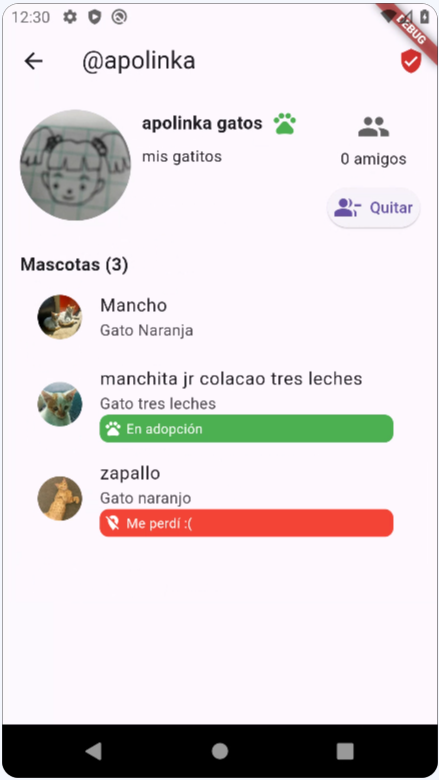 12:30
DEBUG
@apolinka
apolinka gatos
mis gatitos
0 amigos
Quitar
Mascotas (3)
Mancho
Gato Naranja
manchita jr colacao tres leches
Gato tres leches
En adopción
zapallo
Gato naranjo
Me perdí :(